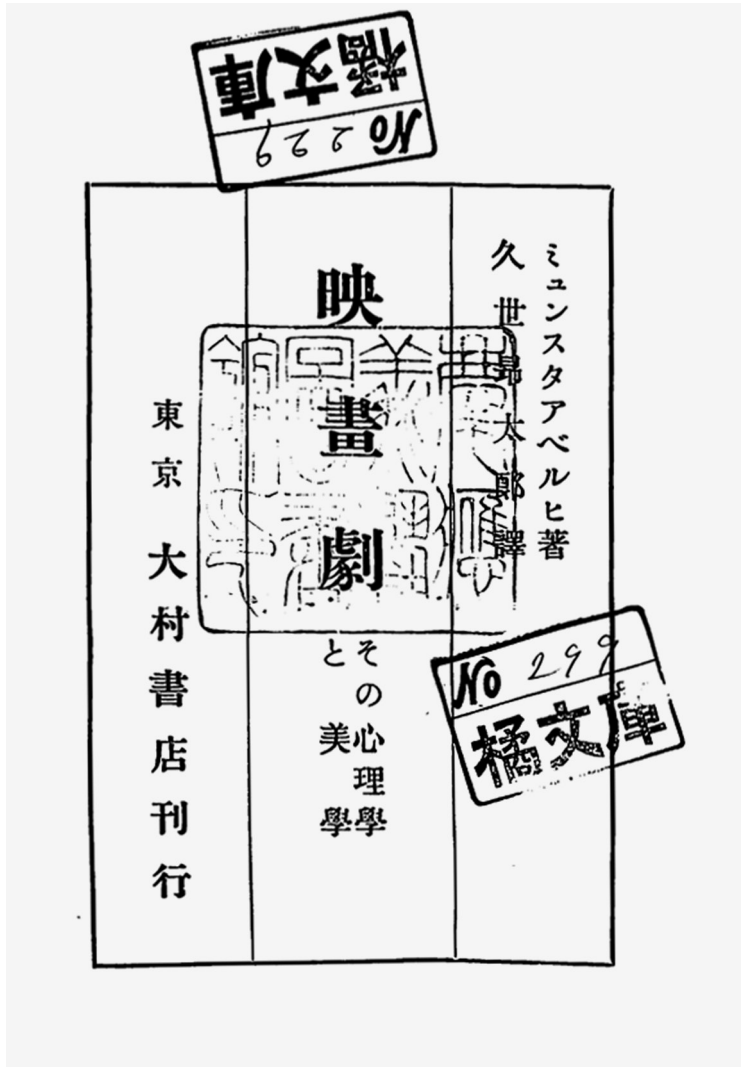 橘文庫
No 229
ミュンスタアベルヒ著
久世昂太郎譯
映畫劇
その心理學
と美學
東京 大村書店刊行
No 299
橘文庫